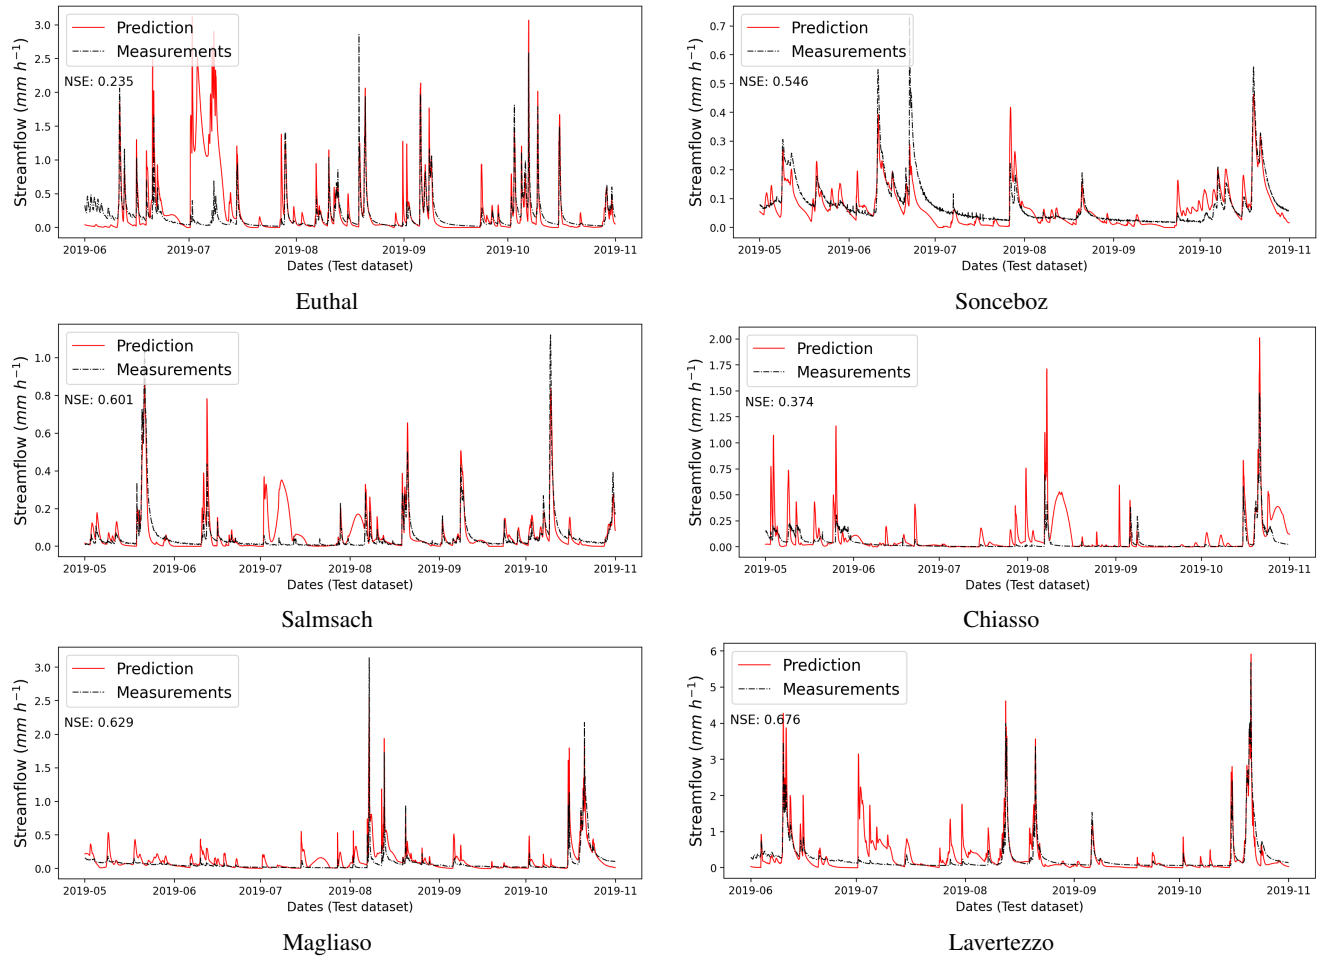 Streamflow (mm h⁻¹)
3.0
2.5
2.0
1.5
1.0
0.5
0.0
Prediction
Measurements
NSE: 0.235
2019-06 2019-07 2019-08 2019-09 2019-10 2019-11
Dates (Test dataset)
Euthal
Streamflow (mm h⁻¹)
0.7
0.6
0.5
0.4
0.3
0.2
0.1
0.0
Prediction
Measurements
NSE: 0.546
2019-05 2019-06 2019-07 2019-08 2019-09 2019-10 2019-11
Dates (Test dataset)
Sonceboz
Streamflow (mm h⁻¹)
1.0
0.8
0.6
0.4
0.2
0.0
Prediction
Measurements
NSE: 0.601
2019-05 2019-06 2019-07 2019-08 2019-09 2019-10 2019-11
Dates (Test dataset)
Salmsach
Streamflow (mm h⁻¹)
2.00
1.75
1.50
1.25
1.00
0.75
0.50
0.25
0.00
Prediction
Measurements
NSE: 0.374
2019-05 2019-06 2019-07 2019-08 2019-09 2019-10 2019-11
Dates (Test dataset)
Chiasso
Streamflow (mm h⁻¹)
3.0
2.5
2.0
1.5
1.0
0.5
0.0
Prediction
Measurements
NSE: 0.629
2019-05 2019-06 2019-07 2019-08 2019-09 2019-10 2019-11
Dates (Test dataset)
Magliaso
Streamflow (mm h⁻¹)
6
5
4
3
2
1
0
Prediction
Measurements
NSE: 0.676
2019-06 2019-07 2019-08 2019-09 2019-10 2019-11
Dates (Test dataset)
Lavertezzo